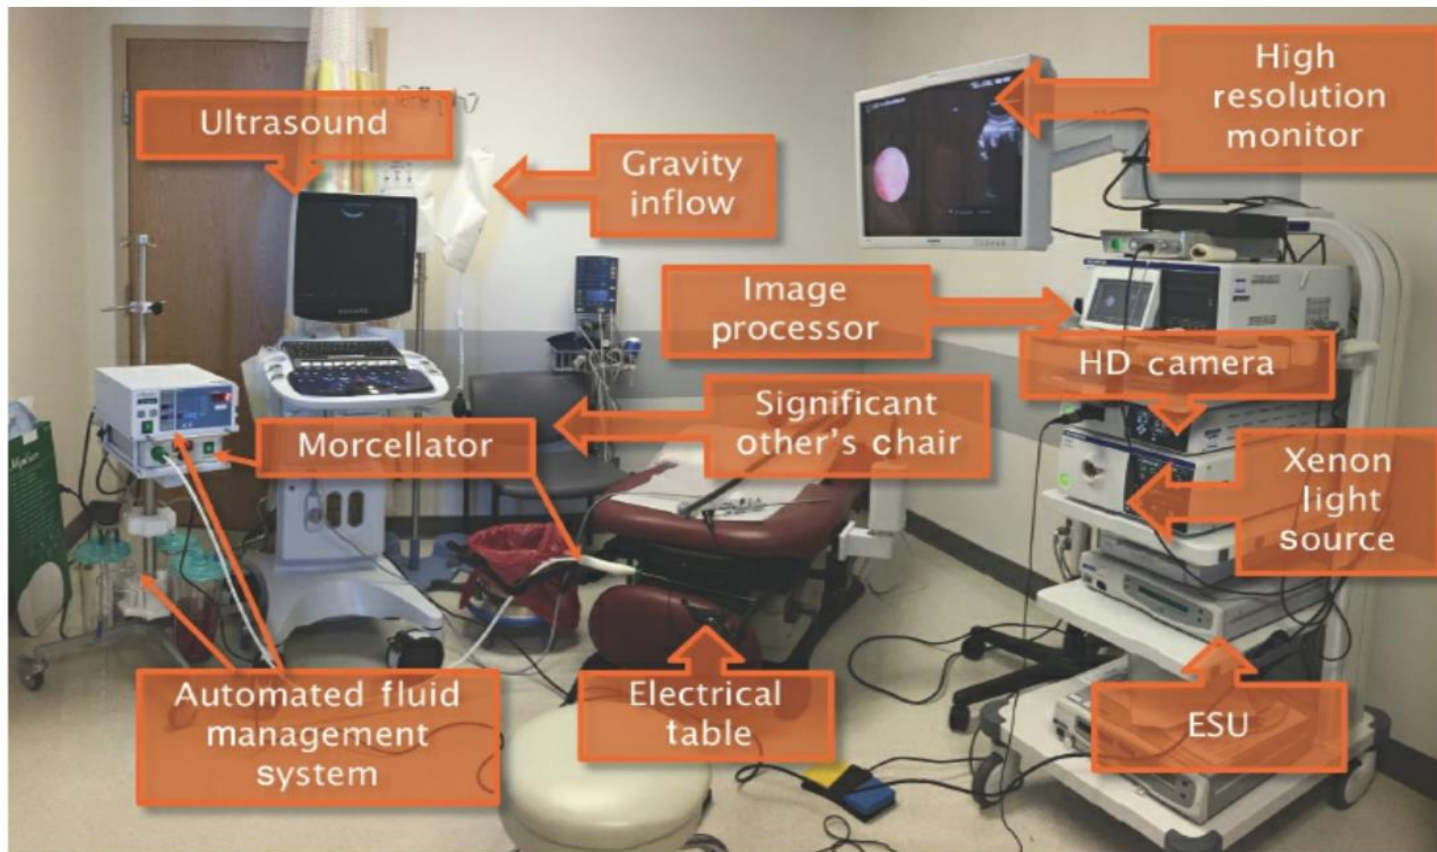 Ultrasound
Gravity
inflow
High
resolution
monitor
Image
processor
HD camera
Significant
other's chair
Morcellator
Xenon
light
source
Automated fluid
management
system
Electrical
table
ESU